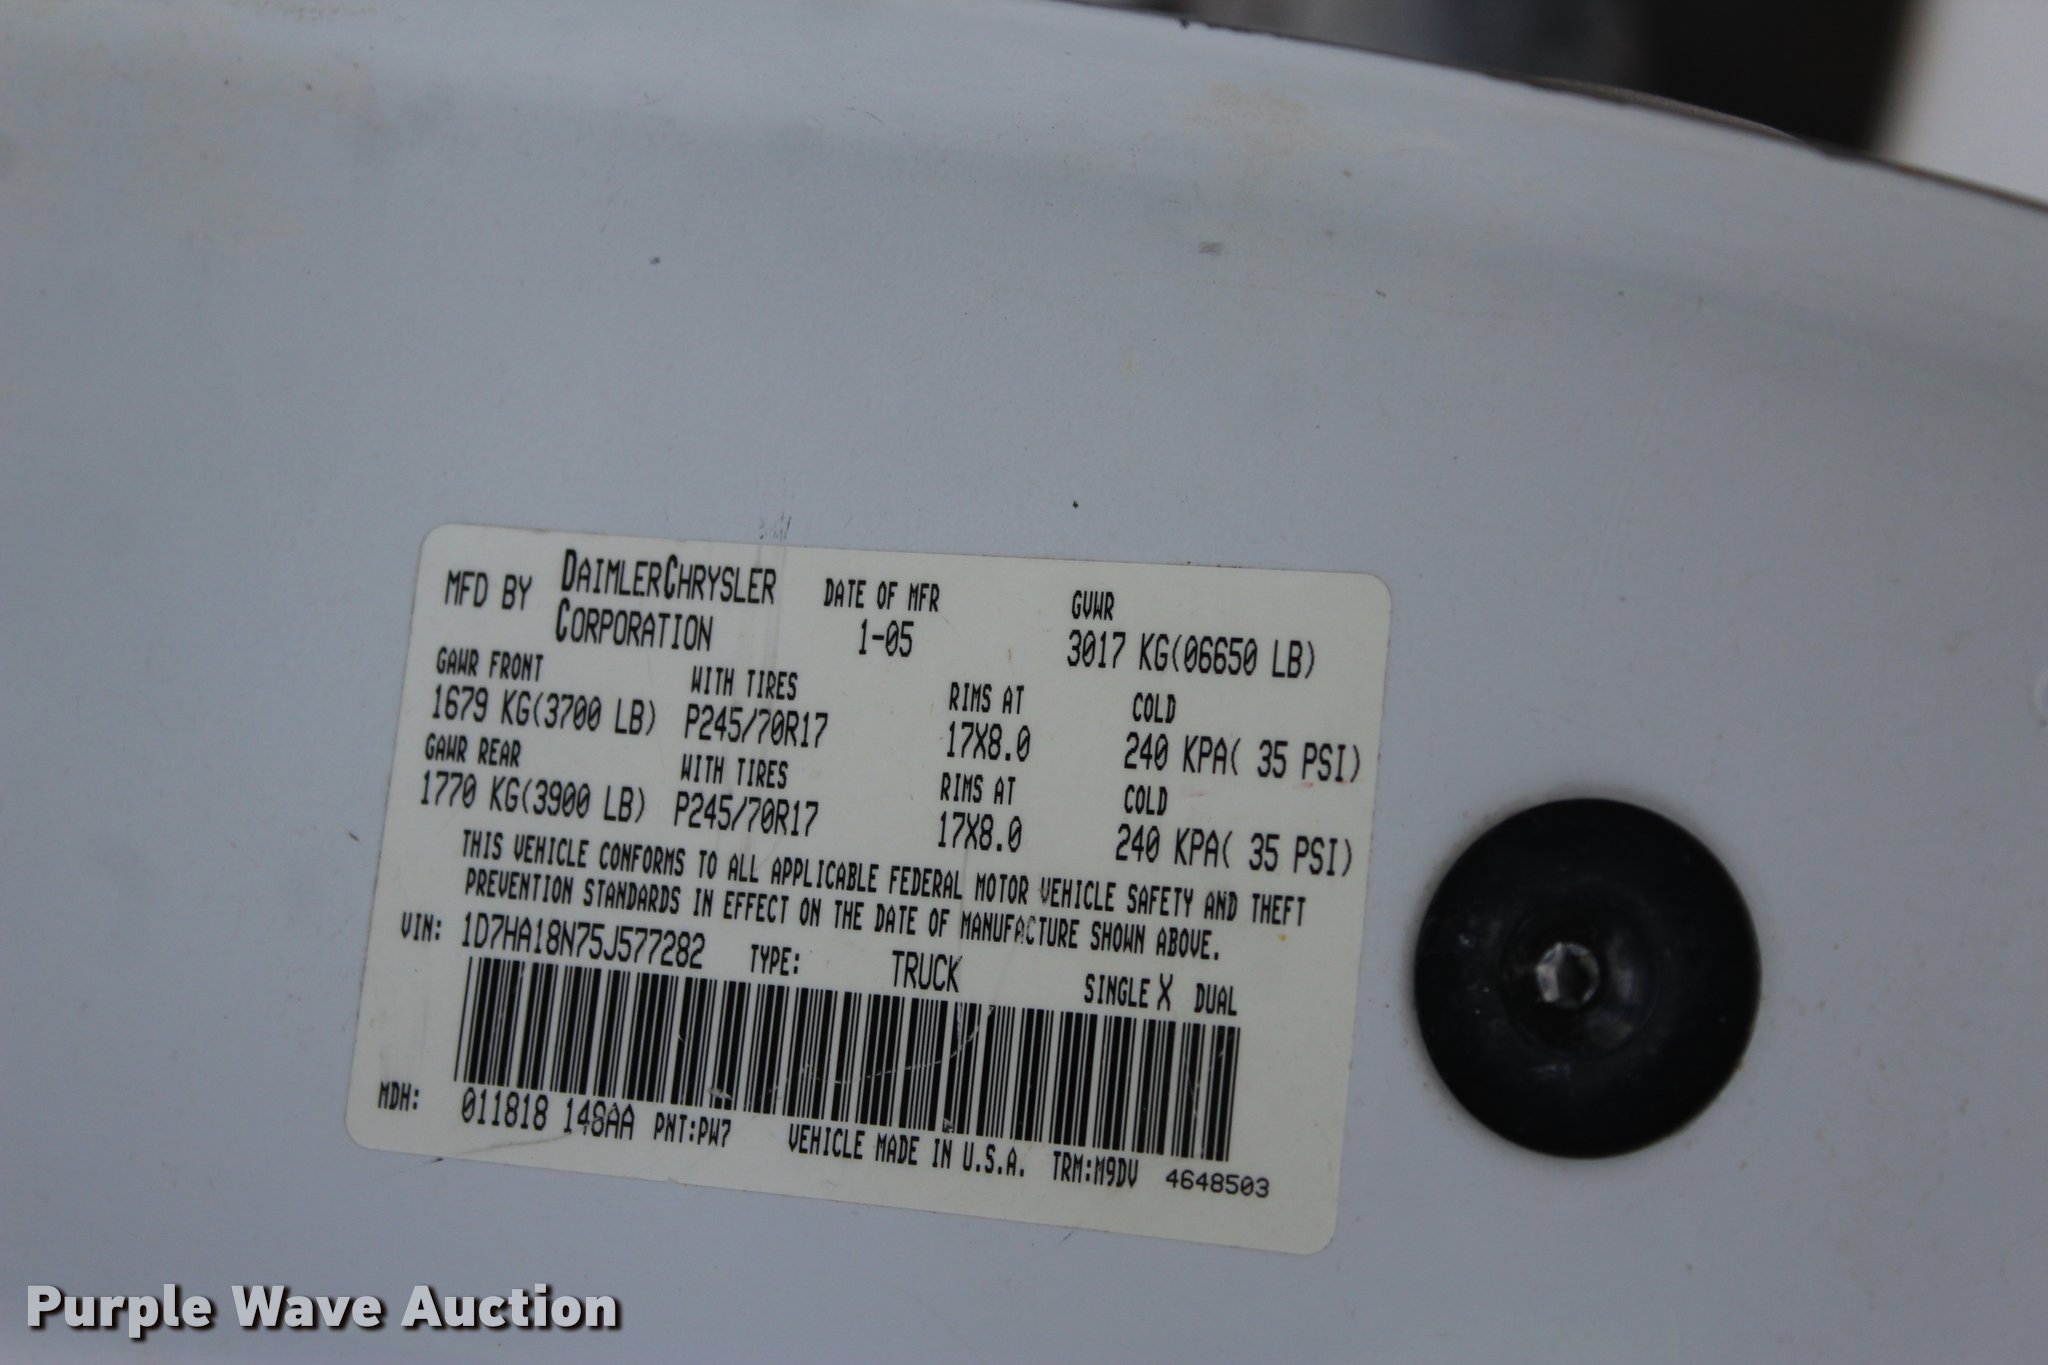 MFD BY DAIMLERCHRYSLER CORPORATION
DATE OF MFR
1-05
GVWR
3017 KG(06650 LB)
GAWR FRONT WITH TIRES RIMS AT COLD
1679 KG(3700 LB) P245/70R17 17X8.0 240 KPA( 35 PSI)
GAWR REAR WITH TIRES RIMS AT COLD
1770 KG(3900 LB) P245/70R17 17X8.0 240 KPA( 35 PSI)
THIS VEHICLE CONFORMS TO ALL APPLICABLE FEDERAL MOTOR VEHICLE SAFETY AND THEFT
PREVENTION STANDARDS IN EFFECT ON THE DATE OF MANUFACTURE SHOWN ABOVE.
VIN: 1D7HA18N75J577282 TYPE: TRUCK SINGLE X DUAL
MDH: 011818 148AA PNT:PW7 VEHICLE MADE IN U.S.A. TRM:M9DV 4648503
Purple Wave Auction